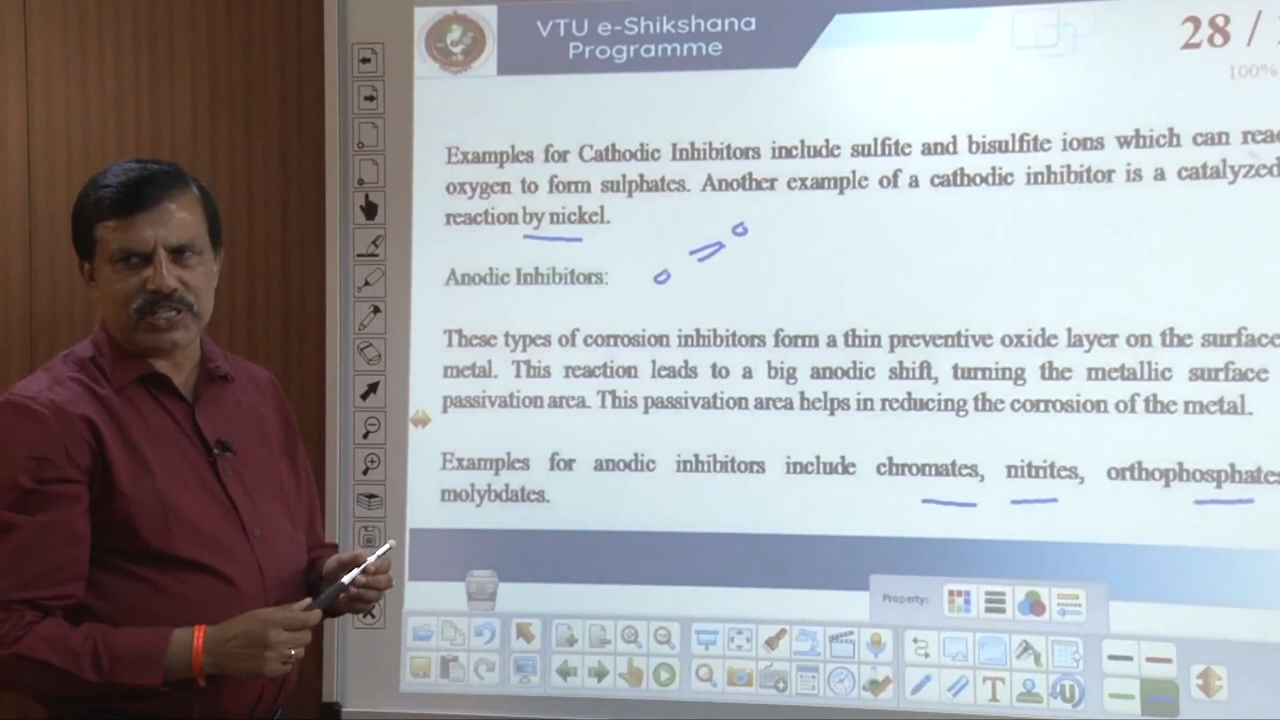 VTU e-Shikshana
Programme
28 /
100%
Examples for Cathodic Inhibitors include sulfite and bisulfite ions which can
oxygen to form sulphates. Another example of a cathodic inhibitor is a catalyzed
reaction by nickel.
Anodic Inhibitors:
These types of corrosion inhibitors form a thin preventive oxide layer on the surface
metal. This reaction leads to a big anodic shift, turning the metallic surface
passivation area. This passivation area helps in reducing the corrosion of the metal.
Examples for anodic inhibitors include chromates, nitrites, orthophosphates
molybdates.
Property: